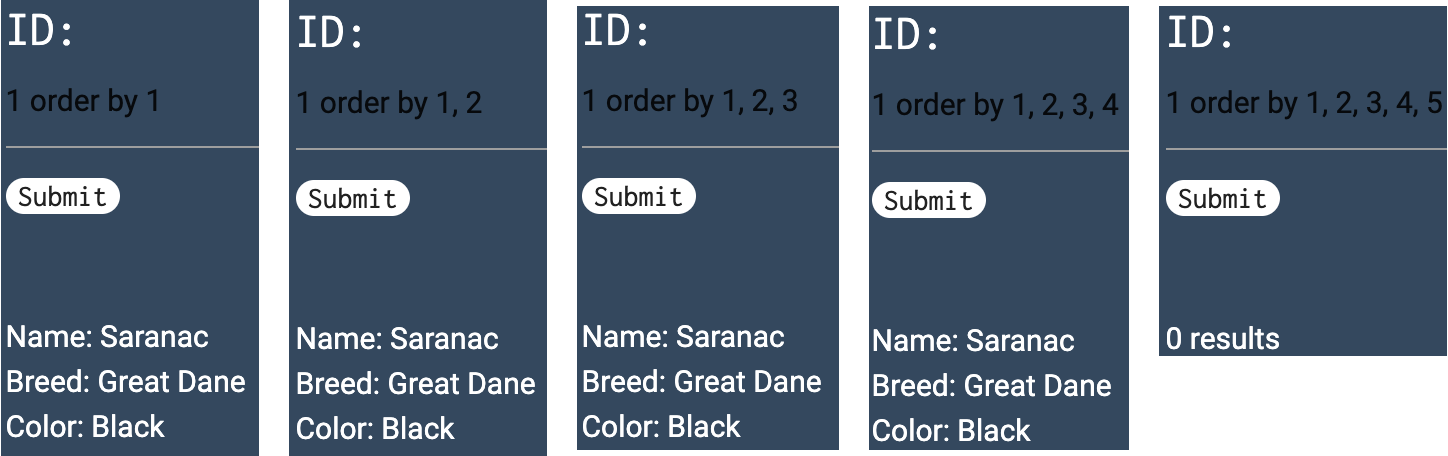 ID:
1 order by 1
Submit
Name: Saranac
Breed: Great Dane
Color: Black
ID:
1 order by 1, 2
Submit
Name: Saranac
Breed: Great Dane
Color: Black
ID:
1 order by 1, 2, 3
Submit
Name: Saranac
Breed: Great Dane
Color: Black
ID:
1 order by 1, 2, 3, 4
Submit
Name: Saranac
Breed: Great Dane
Color: Black
ID:
1 order by 1, 2, 3, 4, 5
Submit
0 results